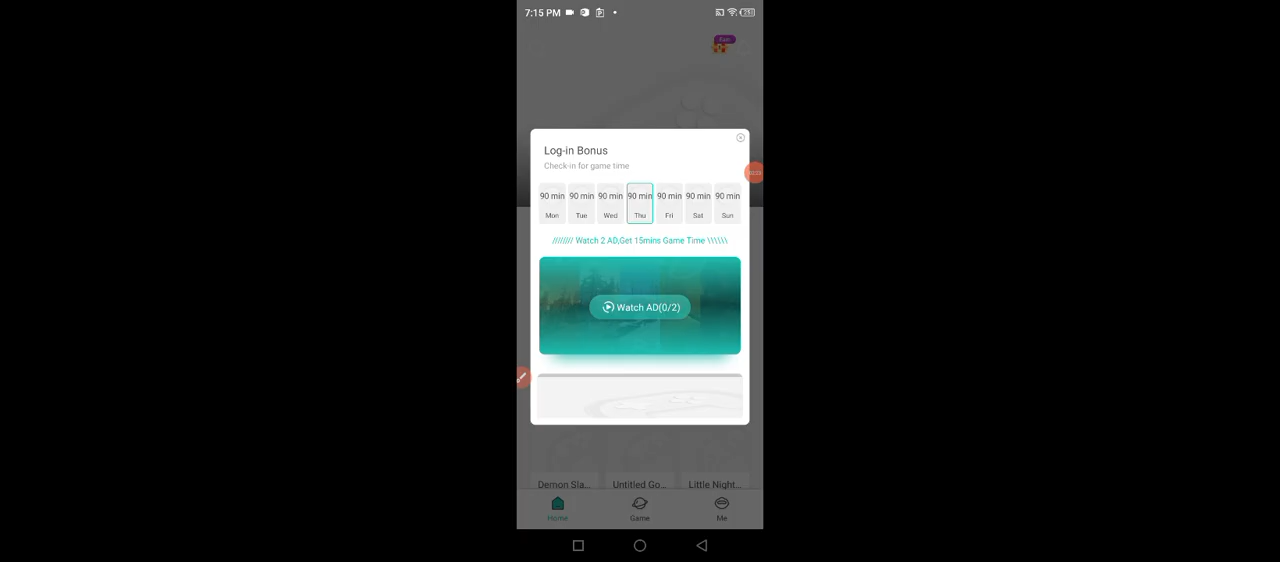 7:15 PM
Log-in Bonus
Check-in for game time
90 min 90 min 90 min 90 min 90 min 90 min 90 min
Mon Tue Wed Thu Fri Sat Sun
//////// Watch 2 AD,Get 15mins Game Time \\\\\\
Watch AD(0/2)
Demon Sla... Untitled Go... Little Night...
Home Game Me